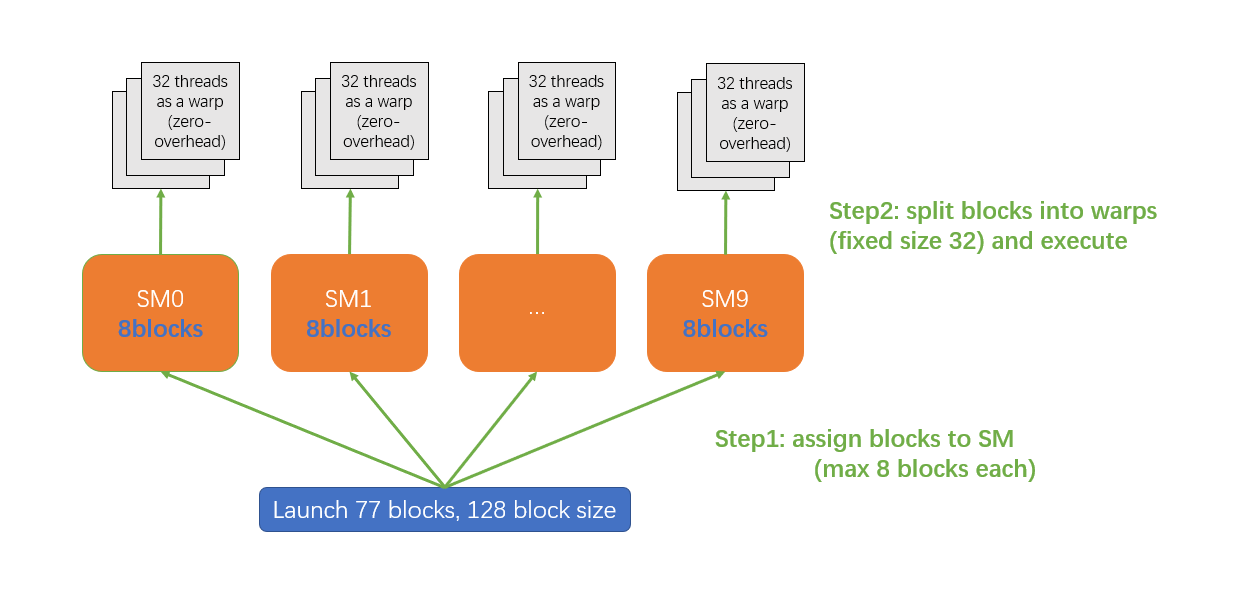 32 threads
as a warp
(zero-
overhead)
32 threads
as a warp
(zero-
overhead)
32 threads
as a warp
(zero-
overhead)
32 threads
as a warp
(zero-
overhead)
Step2: split blocks into warps
(fixed size 32) and execute
SM0
8blocks
SM1
8blocks
...
SM9
8blocks
Step1: assign blocks to SM
(max 8 blocks each)
Launch 77 blocks, 128 block size